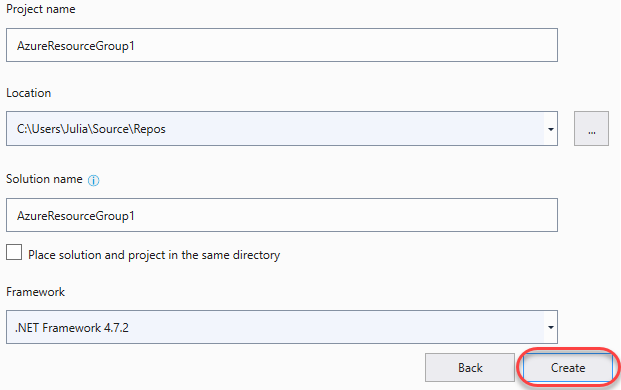 Project name
AzureResourceGroup1
Location
C:\Users\Julia\Source\Repos
...
Solution name
AzureResourceGroup1
Place solution and project in the same directory
Framework
.NET Framework 4.7.2
Back
Create